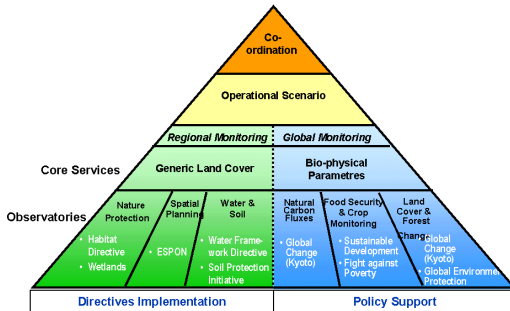 Co-
ordination
Operational Scenario
Regional Monitoring
Global Monitoring
Core Services
Generic Land Cover
Bio-physical
Parametres
Observatories
Nature
Protection
• Habitat
Directive
• Wetlands
Spatial
Planning
• ESPON
Water &
Soil
• Water Frame-
work Directive
• Soil Protection
Initiative
Natural
Carbon
Fluxes
• Global
Change
(Kyoto)
Food Security
& Crop
Monitoring
• Sustainable
Development
• Fight against
Poverty
Land
Cover & Forest
Change
• Global
Change
(Kyoto)
• Global Environment
Protection
Directives Implementation
Policy Support